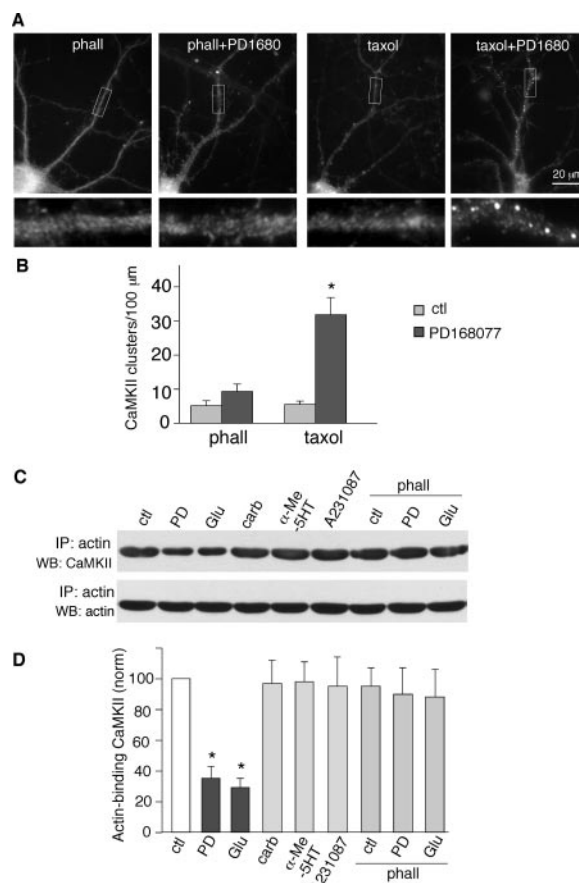 A
phall
phall+PD1680
taxol
taxol+PD1680
20 μm
B
CaMKII clusters/100 μm
40
30
20
10
0
*
phall
taxol
ctl
PD168077
C
phall
ctl
PD
Glu
carb
α-Me
-5HT
A231087
ctl
PD
Glu
IP: actin
WB: CaMKII
IP: actin
WB: actin
D
Actin-binding CaMKII (norm)
100
80
60
40
20
0
*
*
ctl
PD
Glu
carb
α-Me
-5HT
231087
ctl
PD
Glu
phall